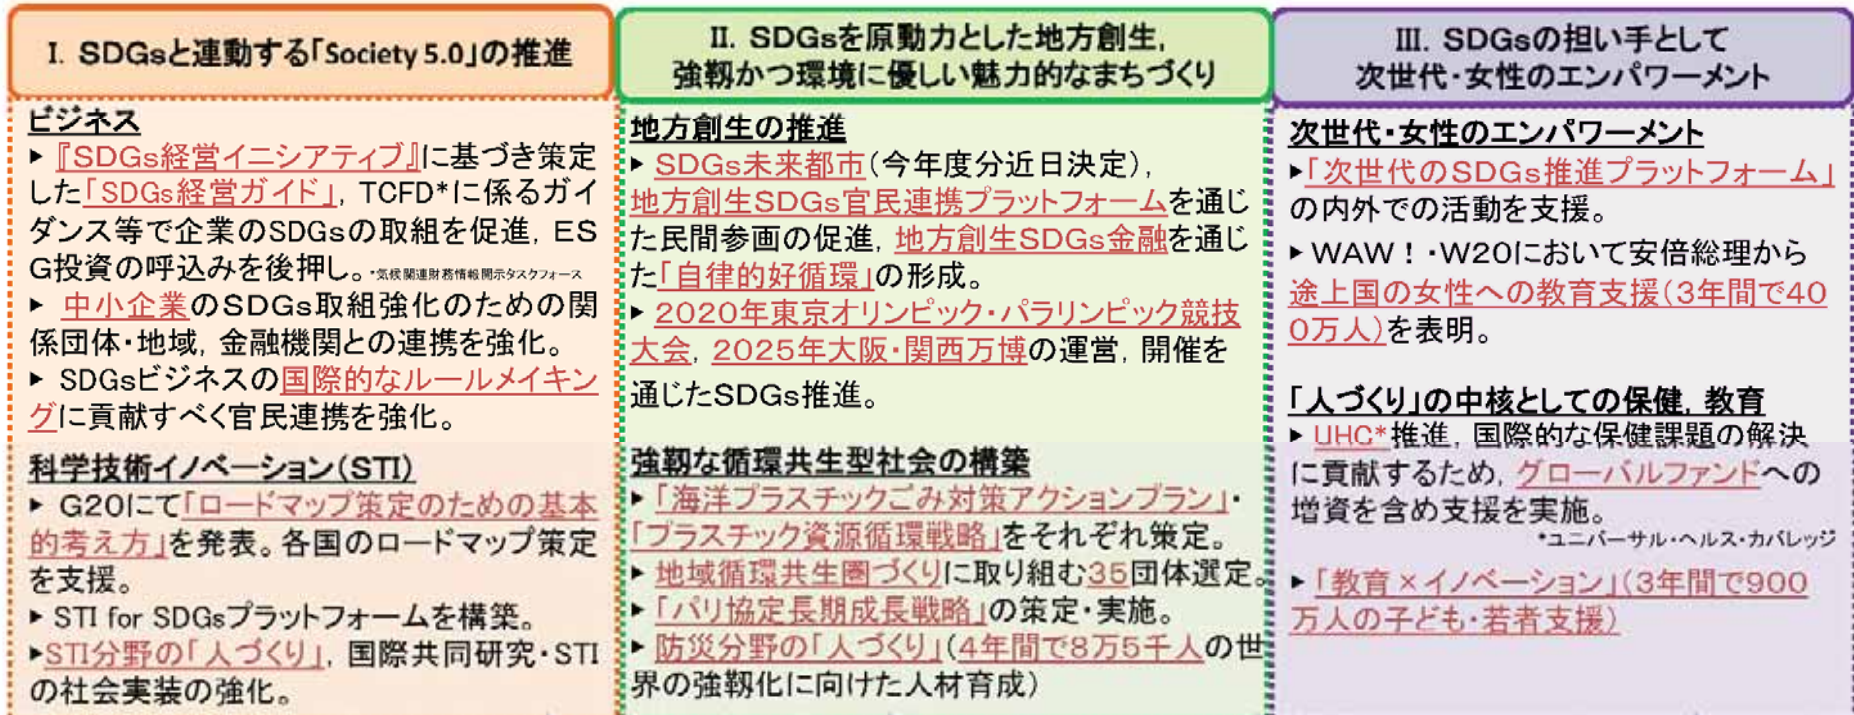 Ⅰ. SDGsと連動する「Society 5.0」の推進
ビジネス
▶ 『SDGs経営イニシアティブ』に基づき策定
した「SDGs経営ガイド」, TCFD*に係るガイ
ダンス等で企業のSDGsの取組を促進, ES
G投資の呼込みを後押し。*気候関連財務情報開示タスクフォース
▶ 中小企業のSDGs取組強化のための関
係団体・地域, 金融機関との連携を強化。
▶ SDGsビジネスの国際的なルールメイキン
グに貢献すべく官民連携を強化。
科学技術イノベーション(STI)
▶ G20にて「ロードマップ策定のための基本
的考え方」を発表。各国のロードマップ策定
を支援。
▶ STI for SDGsプラットフォームを構築。
▶STI分野の「人づくり」, 国際共同研究・STI
の社会実装の強化。
Ⅱ. SDGsを原動力とした地方創生,
強靱かつ環境に優しい魅力的なまちづくり
地方創生の推進
▶ SDGs未来都市(今年度分近日決定),
地方創生SDGs官民連携プラットフォームを通じ
た民間参画の促進, 地方創生SDGs金融を通じ
た「自律的好循環」の形成。
▶ 2020年東京オリンピック・パラリンピック競技
大会, 2025年大阪・関西万博の運営, 開催を
通じたSDGs推進。
強靱な循環共生型社会の構築
▶ 「海洋プラスチックごみ対策アクションプラン」・
「プラスチック資源循環戦略」をそれぞれ策定。
▶ 地域循環共生圏づくりに取り組む35団体選定。
▶ 「パリ協定長期成長戦略」の策定・実施。
▶ 防災分野の「人づくり」(4年間で8万5千人の世
界の強靱化に向けた人材育成)
Ⅲ. SDGsの担い手として
次世代・女性のエンパワーメント
次世代・女性のエンパワーメント
▶「次世代のSDGs推進プラットフォーム」
の内外での活動を支援。
▶ WAW！・W20において安倍総理から
途上国の女性への教育支援(3年間で40
0万人)を表明。
「人づくり」の中核としての保健, 教育
▶ UHC*推進, 国際的な保健課題の解決
に貢献するため, グローバルファンドへの
増資を含め支援を実施。
*ユニバーサル・ヘルス・カバレッジ
▶ 「教育×イノベーション」(3年間で900
万人の子ども・若者支援)